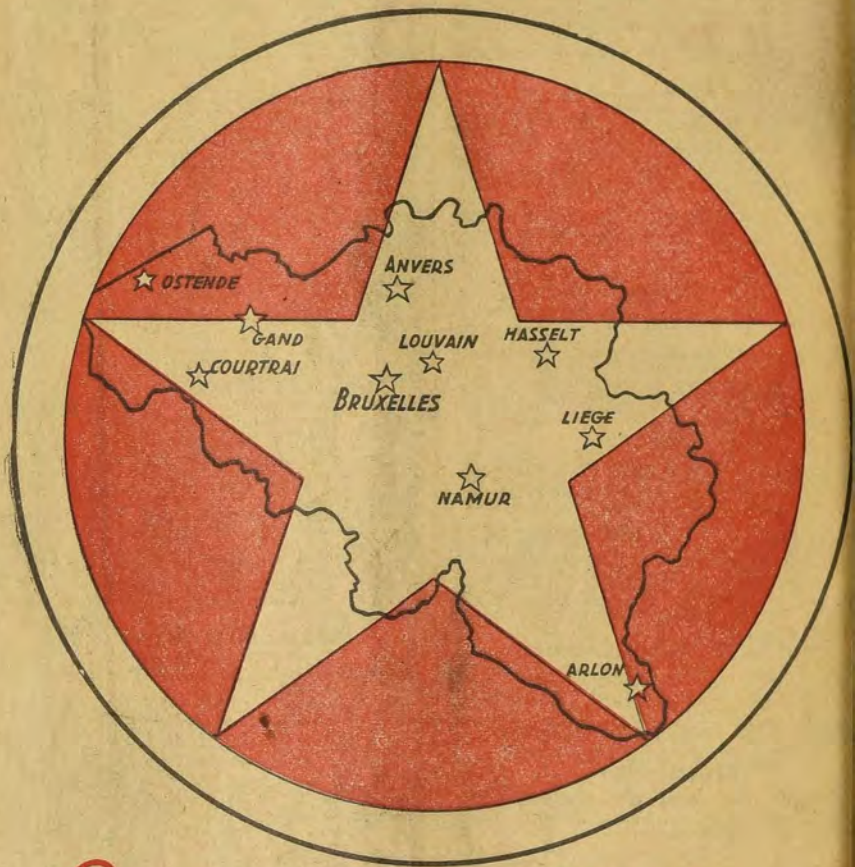 ANVERS
OSTENDE
GAND
LOUVAIN
HASSELT
COURTRAI
BRUXELLES
LIEGE
NAMUR
ARLON